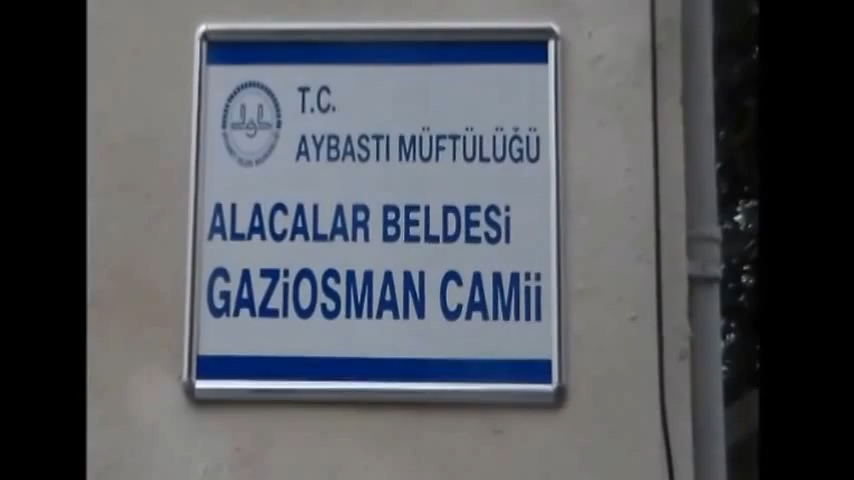 T.C.
AYBASTI MÜFTÜLÜĞÜ
ALACALAR BELDESi
GAZiOSMAN CAMii